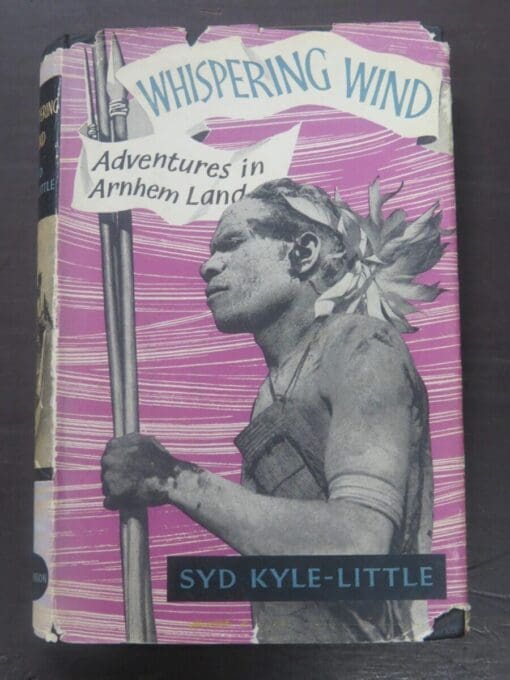 WHISPERING WIND
Adventures in
Arnhem Land
SYD KYLE-LITTLE